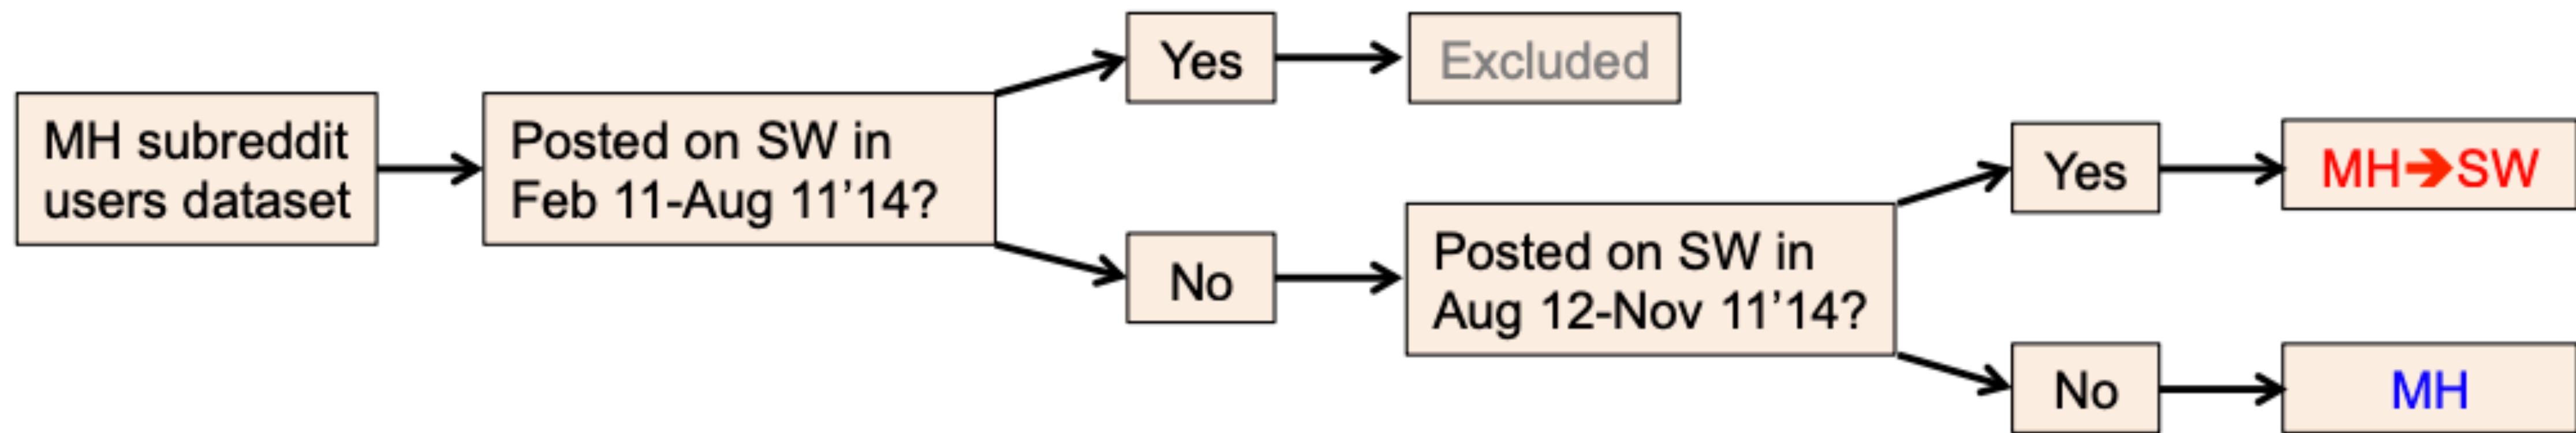 MH subreddit
users dataset
Posted on SW in
Feb 11-Aug 11’14?
Yes
Excluded
No
Posted on SW in
Aug 12-Nov 11’14?
Yes
MH➔SW
No
MH